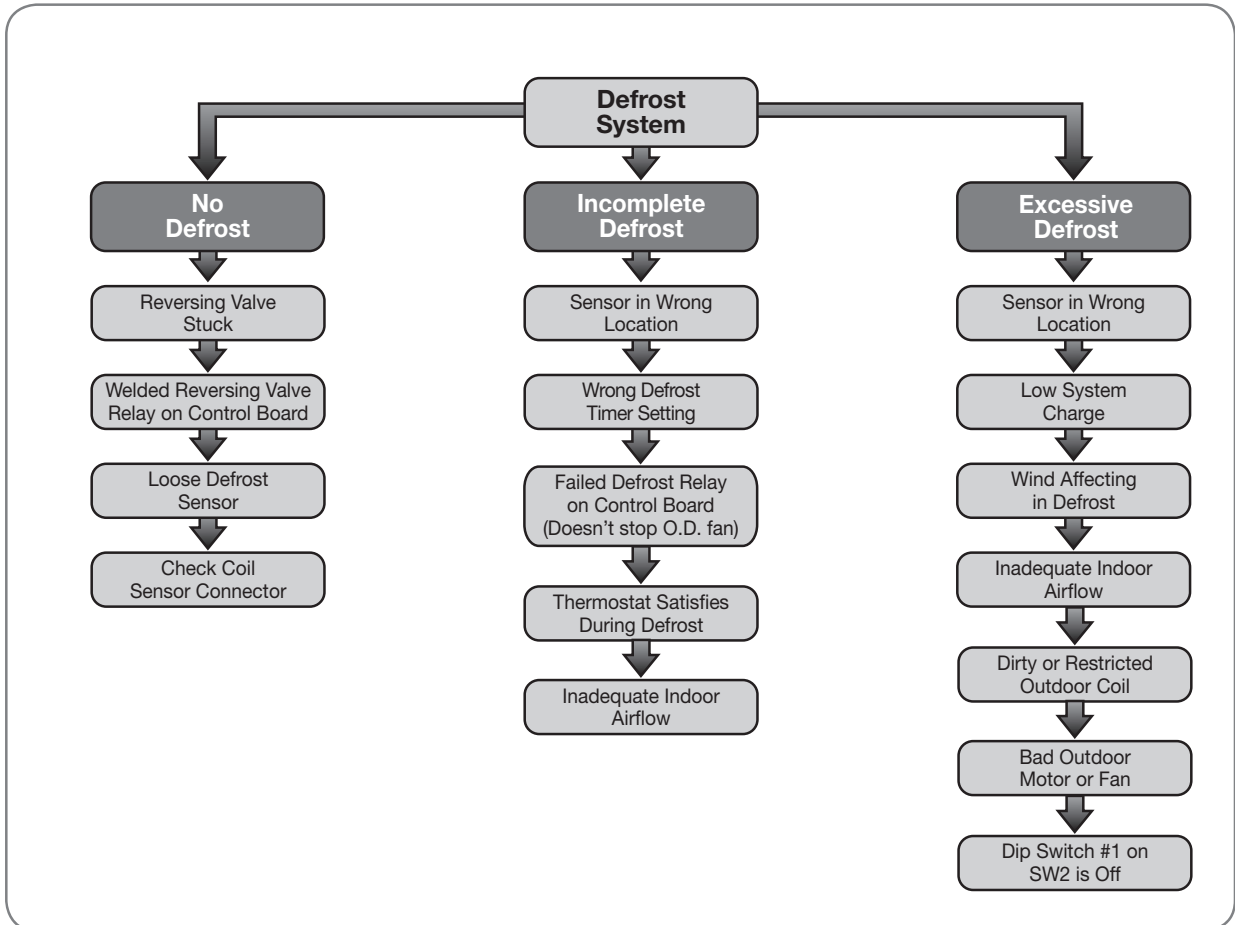 Defrost
System
No
Defrost
Reversing Valve
Stuck
Welded Reversing Valve
Relay on Control Board
Loose Defrost
Sensor
Check Coil
Sensor Connector
Incomplete
Defrost
Sensor in Wrong
Location
Wrong Defrost
Timer Setting
Failed Defrost Relay
on Control Board
(Doesn’t stop O.D. fan)
Thermostat Satisfies
During Defrost
Inadequate Indoor
Airflow
Excessive
Defrost
Sensor in Wrong
Location
Low System
Charge
Wind Affecting
in Defrost
Inadequate Indoor
Airflow
Dirty or Restricted
Outdoor Coil
Bad Outdoor
Motor or Fan
Dip Switch #1 on
SW2 is Off